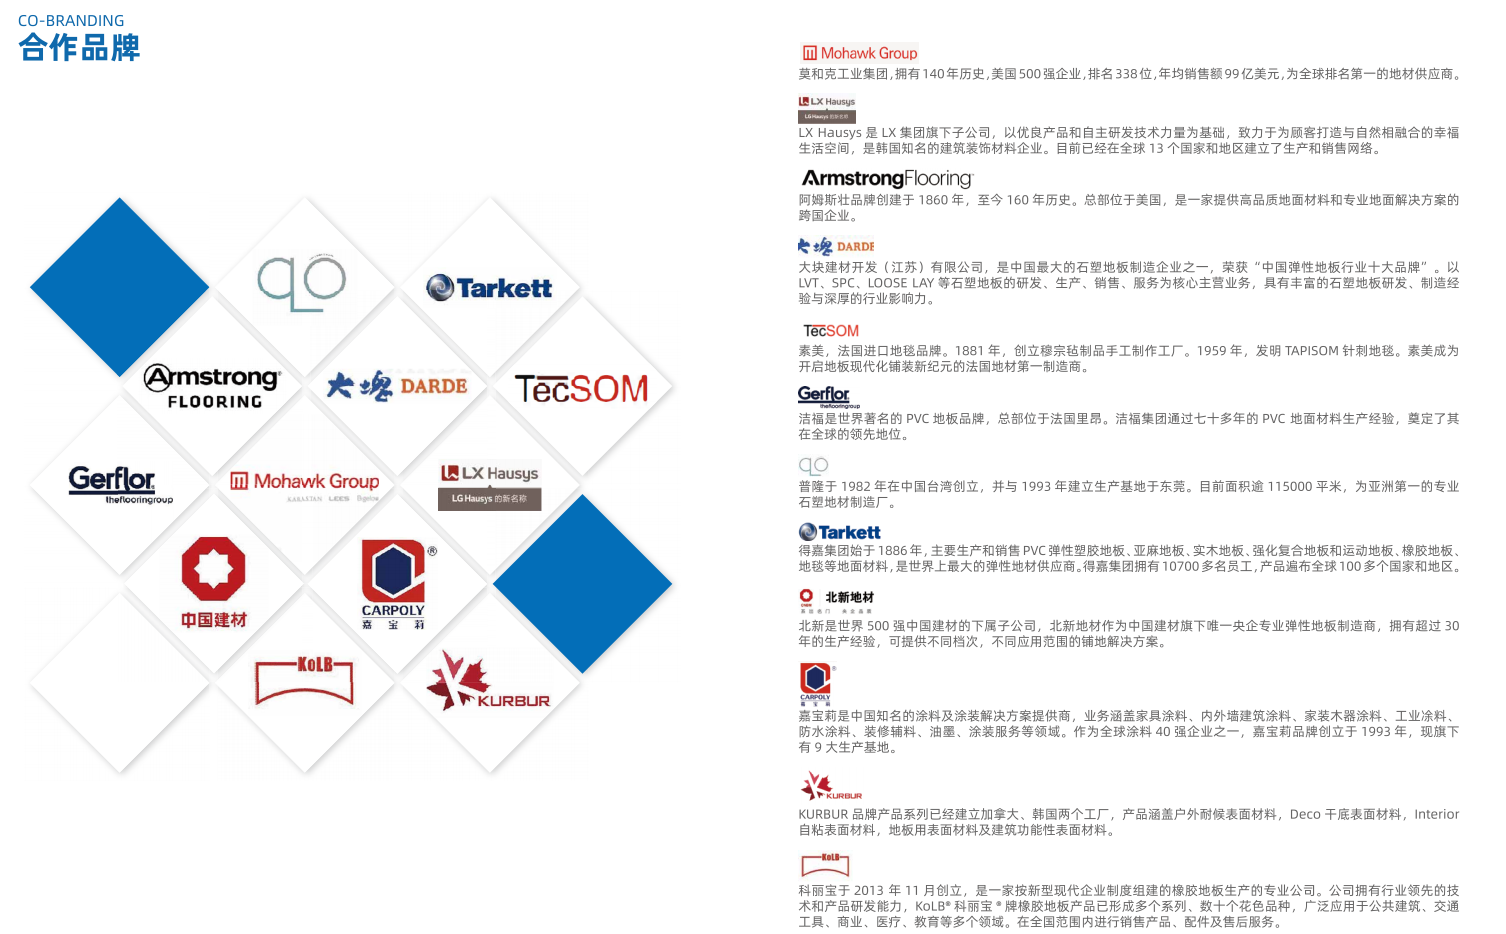 CO-BRANDING
合作品牌
qlo
Tarkett
Armstrong®
FLOORING
大塊 DARDE
TecSOM
Gerflor
theflooringgroup
Mohawk Group
KARASTAN LEES Bigelow
LX Hausys
LG Hausys 的新名称
中国建材
®
CARPOLY
嘉 宝 莉
KoLB
KURBUR
Mohawk Group
莫和克工业集团,拥有140年历史,美国500强企业,排名338位,年均销售额99亿美元,为全球排名第一的地材供应商。
LX Hausys
LG Hausys 的新名称
LX Hausys 是 LX 集团旗下子公司，以优良产品和自主研发技术力量为基础，致力于为顾客打造与自然相融合的幸福
生活空间，是韩国知名的建筑装饰材料企业。目前已经在全球 13 个国家和地区建立了生产和销售网络。
ArmstrongFlooring
阿姆斯壮品牌创建于 1860 年，至今 160 年历史。总部位于美国，是一家提供高品质地面材料和专业地面解决方案的
跨国企业。
大塊 DARDE
大块建材开发（江苏）有限公司，是中国最大的石塑地板制造企业之一，荣获“中国弹性地板行业十大品牌”。以
LVT、SPC、LOOSE LAY 等石塑地板的研发、生产、销售、服务为核心主营业务，具有丰富的石塑地板研发、制造经
验与深厚的行业影响力。
TecSOM
素美，法国进口地毯品牌。1881 年，创立穆宗毡制品手工制作工厂。1959 年，发明 TAPISOM 针刺地毯。素美成为
开启地板现代化铺装新纪元的法国地材第一制造商。
Gerflor
theflooringgroup
洁福是世界著名的 PVC 地板品牌，总部位于法国里昂。洁福集团通过七十多年的 PVC 地面材料生产经验，奠定了其
在全球的领先地位。
qlo
普隆于 1982 年在中国台湾创立，并与 1993 年建立生产基地于东莞。目前面积逾 115000 平米，为亚洲第一的专业
石塑地材制造厂。
Tarkett
得嘉集团始于1886年,主要生产和销售PVC弹性塑胶地板、亚麻地板、实木地板、强化复合地板和运动地板、橡胶地板、
地毯等地面材料,是世界上最大的弹性地材供应商。得嘉集团拥有10700多名员工,产品遍布全球100多个国家和地区。
北新地材
北新是世界 500 强中国建材的下属子公司，北新地材作为中国建材旗下唯一央企专业弹性地板制造商，拥有超过 30
年的生产经验，可提供不同档次，不同应用范围的铺地解决方案。
®
CARPOLY
嘉 宝 莉
嘉宝莉是中国知名的涂料及涂装解决方案提供商，业务涵盖家具涂料、内外墙建筑涂料、家装木器涂料、工业涂料、
防水涂料、装修辅料、油墨、涂装服务等领域。作为全球涂料 40 强企业之一，嘉宝莉品牌创立于 1993 年，现旗下
有 9 大生产基地。
KURBUR
KURBUR 品牌产品系列已经建立加拿大、韩国两个工厂，产品涵盖户外耐候表面材料，Deco 干底表面材料，Interior
自粘表面材料，地板用表面材料及建筑功能性表面材料。
KoLB
科丽宝于 2013 年 11 月创立，是一家按新型现代企业制度组建的橡胶地板生产的专业公司。公司拥有行业领先的技
术和产品研发能力，KoLB® 科丽宝 ® 牌橡胶地板产品已形成多个系列、数十个花色品种，广泛应用于公共建筑、交通
工具、商业、医疗、教育等多个领域。在全国范围内进行销售产品、配件及售后服务。